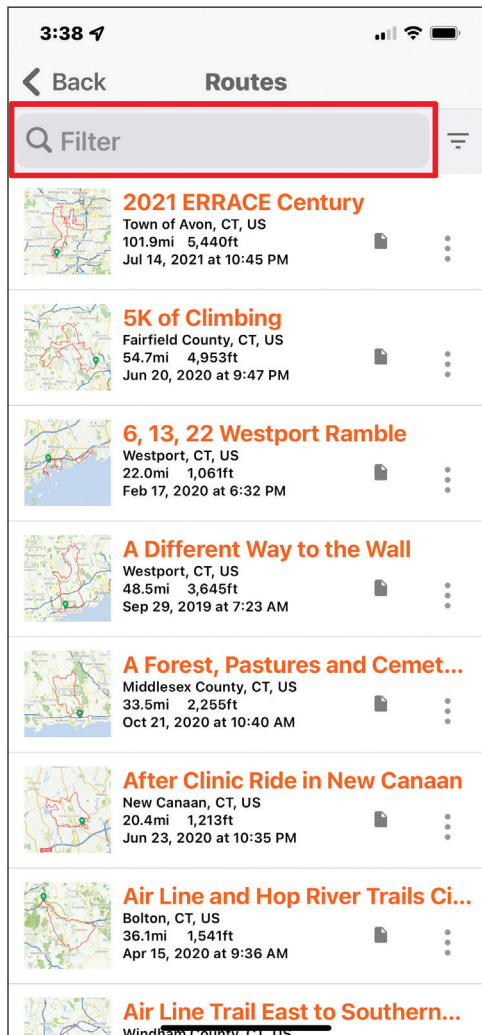 3:38
Back
Routes
Filter
2021 ERRACE Century
Town of Avon, CT, US
101.9mi 5,440ft
Jul 14, 2021 at 10:45 PM
5K of Climbing
Fairfield County, CT, US
54.7mi 4,953ft
Jun 20, 2020 at 9:47 PM
6, 13, 22 Westport Ramble
Westport, CT, US
22.0mi 1,061ft
Feb 17, 2020 at 6:32 PM
A Different Way to the Wall
Westport, CT, US
48.5mi 3,645ft
Sep 29, 2019 at 7:23 AM
A Forest, Pastures and Cemet...
Middlesex County, CT, US
33.5mi 2,255ft
Oct 21, 2020 at 10:40 AM
After Clinic Ride in New Canaan
New Canaan, CT, US
20.4mi 1,213ft
Jun 23, 2020 at 10:35 PM
Air Line and Hop River Trails Ci...
Bolton, CT, US
36.1mi 1,541ft
Apr 15, 2020 at 9:36 AM
Air Line Trail East to Southern...
Windham County, CT, US